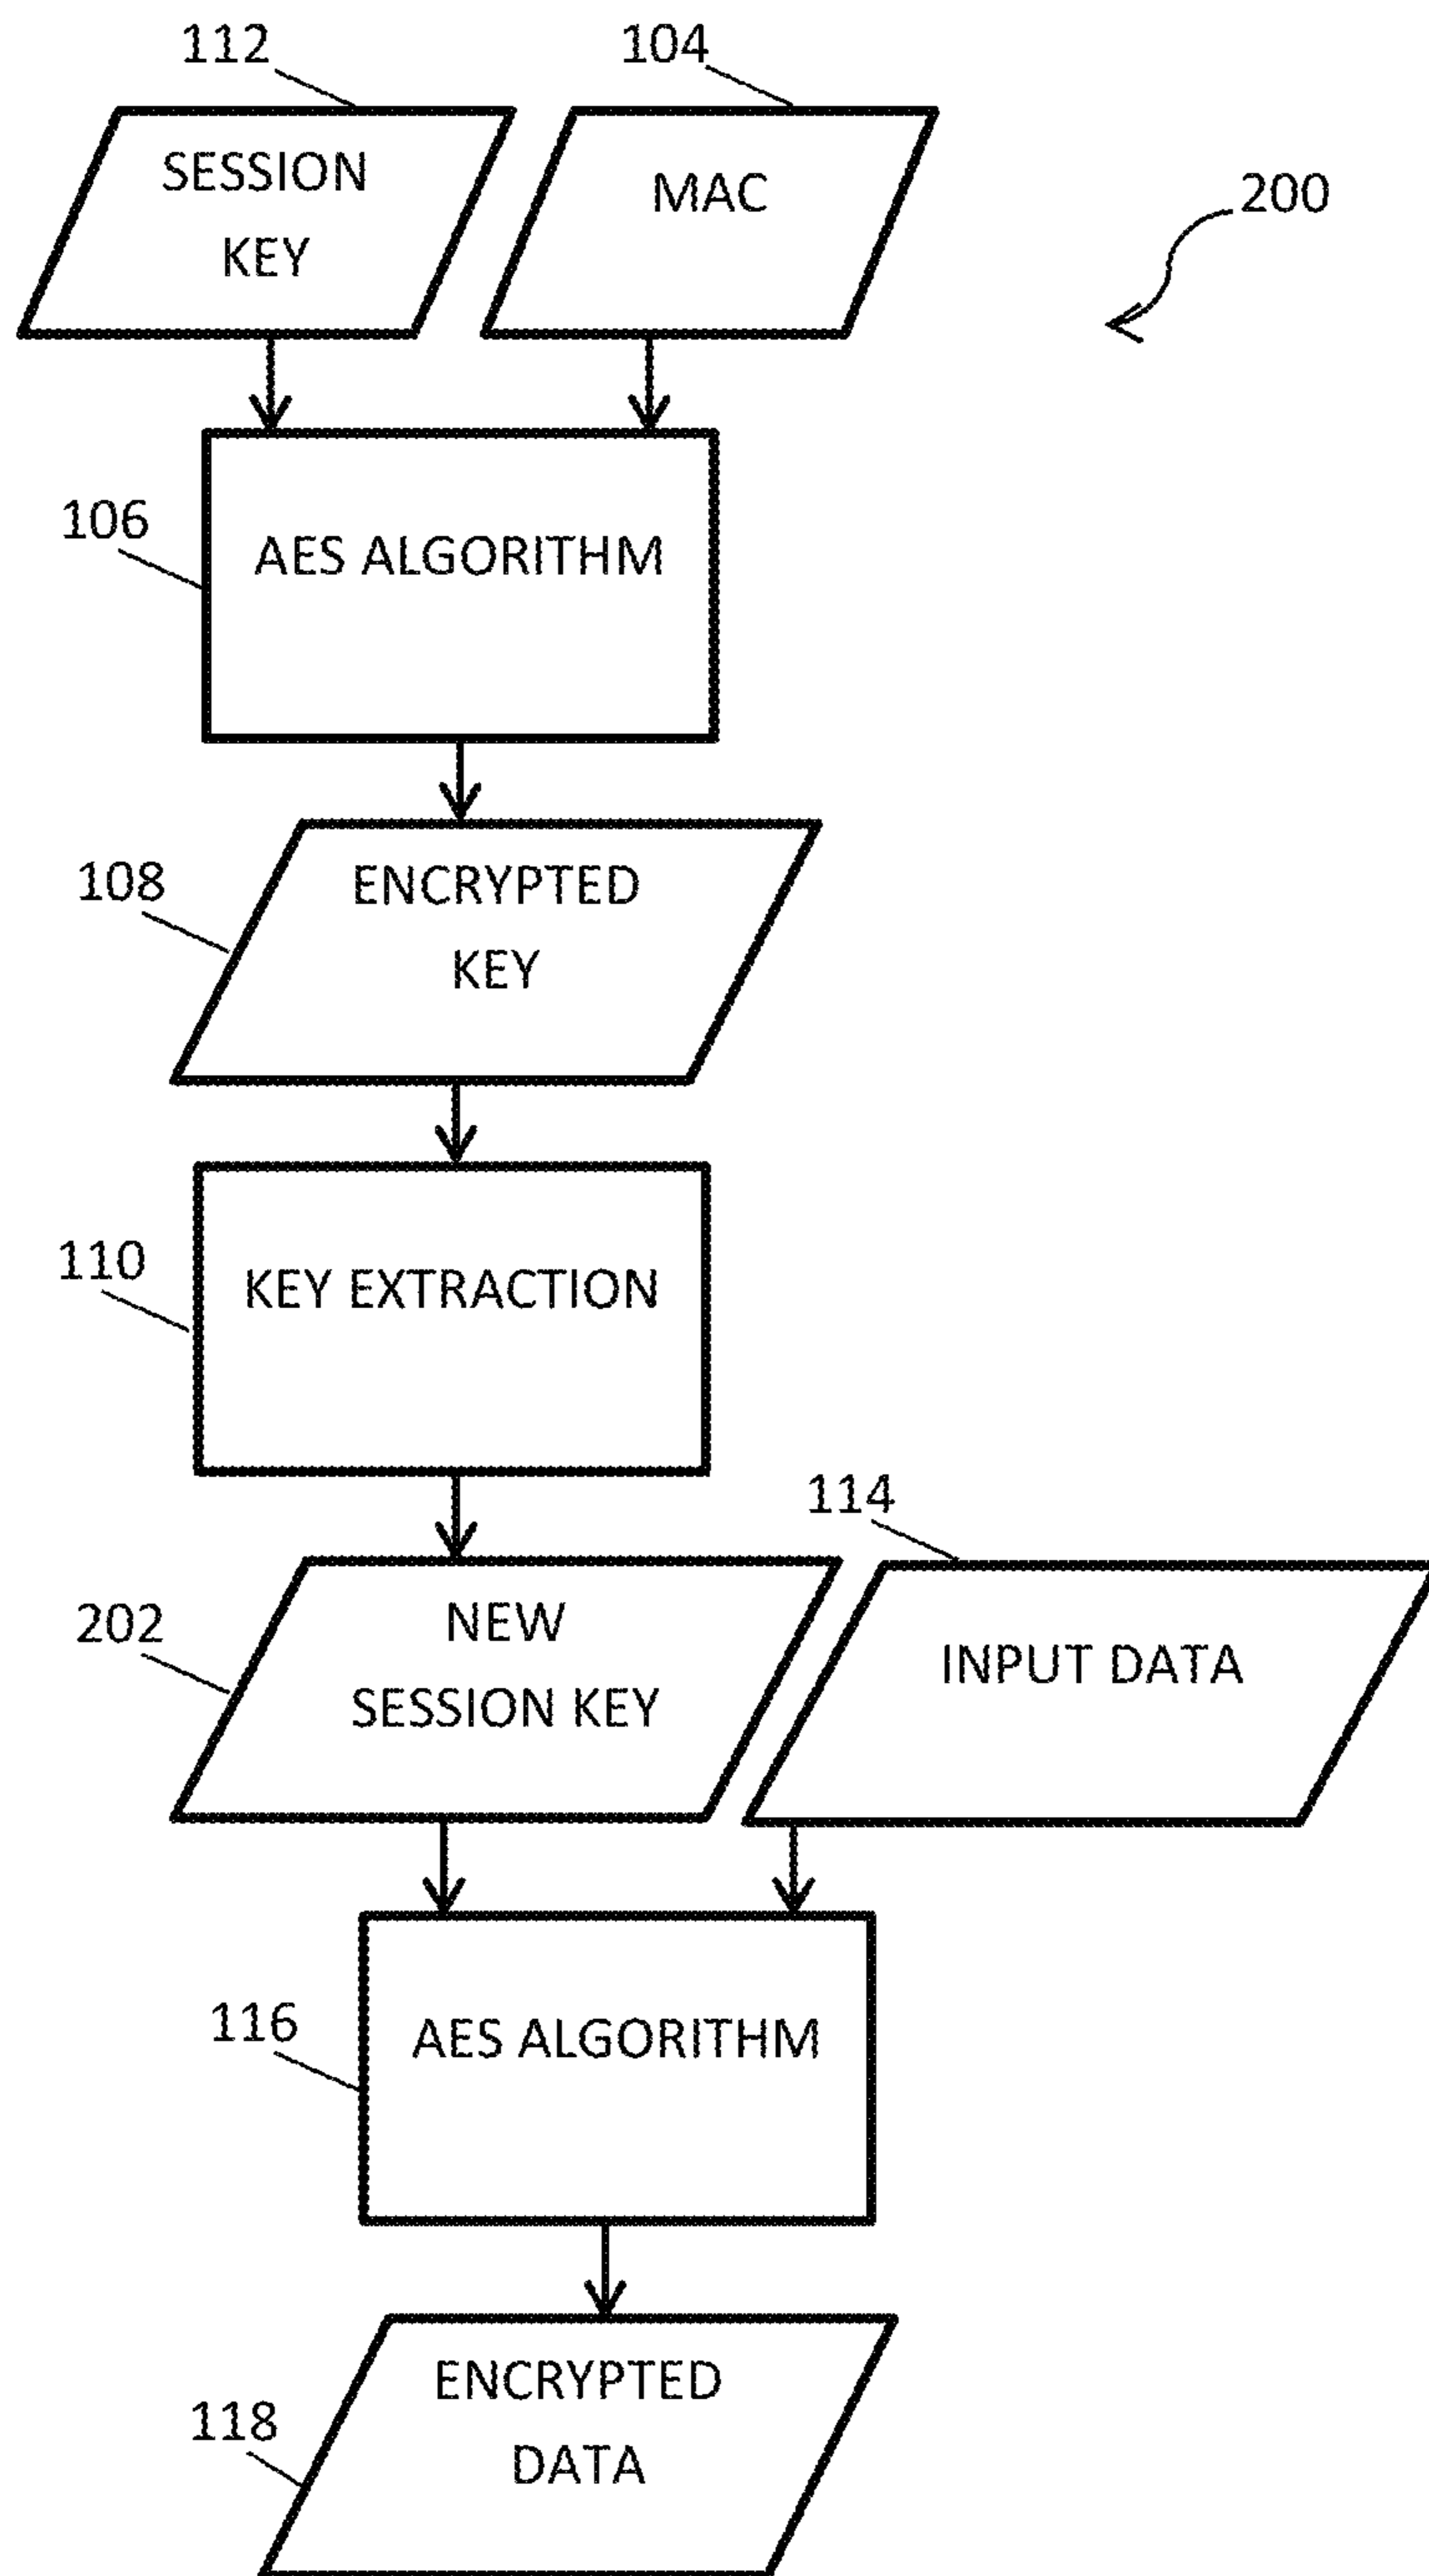 112
104
SESSION
KEY
MAC
200
106
AES ALGORITHM
108
ENCRYPTED
KEY
110
KEY EXTRACTION
114
202
NEW
SESSION KEY
INPUT DATA
116
AES ALGORITHM
118
ENCRYPTED
DATA